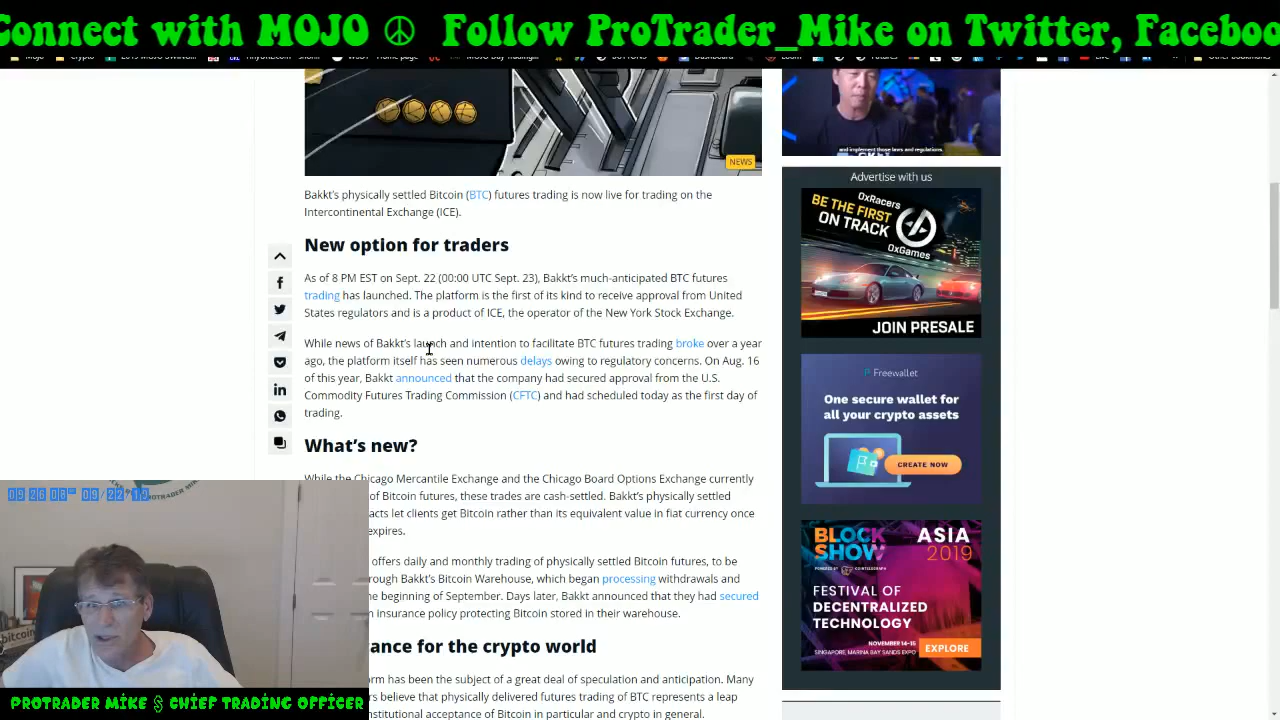 Connect with MOJO ☮ Follow ProTrader_Mike on Twitter, Facebo
NEWS
Bakkt's physically settled Bitcoin (BTC) futures trading is now live for trading on the
Intercontinental Exchange (ICE).
New option for traders
As of 8 PM EST on Sept. 22 (00:00 UTC Sept. 23), Bakkt's much-anticipated BTC futures
trading has launched. The platform is the first of its kind to receive approval from United
States regulators and is a product of ICE, the operator of the New York Stock Exchange.
While news of Bakkt's launch and intention to facilitate BTC futures trading broke over a year
ago, the platform itself has seen numerous delays owing to regulatory concerns. On Aug. 16
of this year, Bakkt announced that the company had secured approval from the U.S.
Commodity Futures Trading Commission (CFTC) and had scheduled today as the first day of
trading.
What's new?
While the Chicago Mercantile Exchange and the Chicago Board Options Exchange currently
of Bitcoin futures, these trades are cash-settled. Bakkt's physically settled
acts let clients get Bitcoin rather than its equivalent value in fiat currency once
expires.
offers daily and monthly trading of physically settled Bitcoin futures, to be
rough Bakkt's Bitcoin Warehouse, which began processing withdrawals and
e beginning of September. Days later, Bakkt announced that they had secured
n insurance policy protecting Bitcoin stored in their warehouse.
ance for the crypto world
rm has been the subject of a great deal of speculation and anticipation. Many
rs believe that physically delivered futures trading of BTC represents a leap
stitutional acceptance of Bitcoin in particular and crypto in general.
and implement those laws and regulations.
Advertise with us
0xRacers
BE THE FIRST
ON TRACK
0xGames
JOIN PRESALE
Freewallet
One secure wallet for
all your crypto assets
CREATE NOW
BLOCK
SHOW
ASIA
2019
FESTIVAL OF
DECENTRALIZED
TECHNOLOGY
NOVEMBER 14-15
SINGAPORE, MARINA BAY SANDS EXPO
EXPLORE
bitcoin
PROTRADER MIKE $ CHIEF TRADING OFFICER